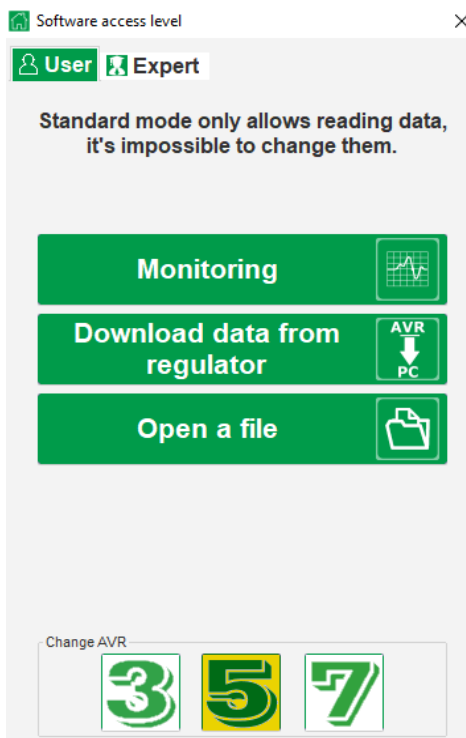 Software access level
User Expert
Standard mode only allows reading data,
it's impossible to change them.
Monitoring
Download data from
regulator
AVR
PC
Open a file
Change AVR
3 5 7